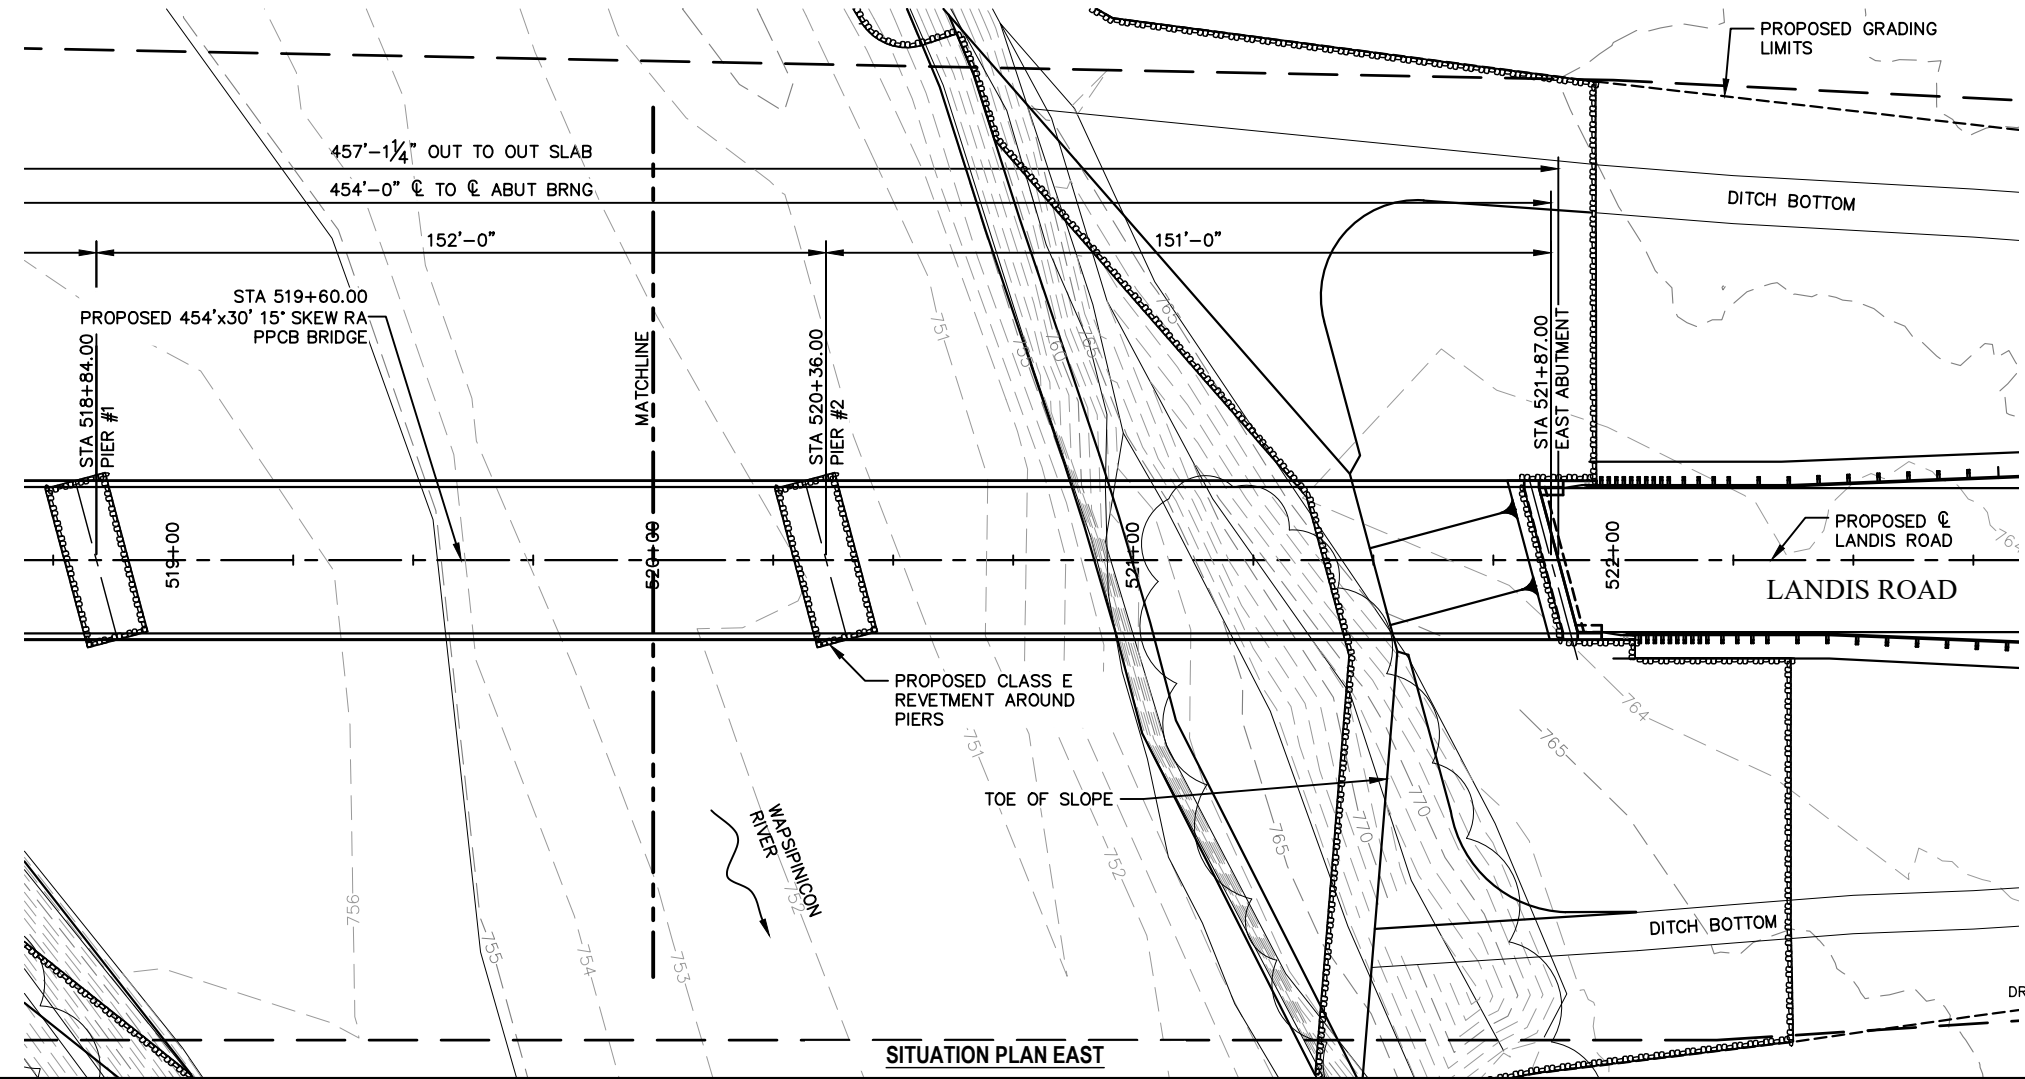 PROPOSED GRADING
LIMITS
457'-1¼" OUT TO OUT SLAB
454'-0" ℄ TO ℄ ABUT BRNG
DITCH BOTTOM
152'-0"
151'-0"
STA 519+60.00
PROPOSED 454'x30' 15° SKEW RA
PPCB BRIDGE
STA 518+84.00
PIER #1
MATCHLINE
STA 520+36.00
PIER #2
STA 521+87.00
EAST ABUTMENT
751
755
760
765
765
519+00
520+00
521+00
522+00
PROPOSED ℄
LANDIS ROAD
764
LANDIS ROAD
PROPOSED CLASS E
REVETMENT AROUND
PIERS
TOE OF SLOPE
WAPSIPINICON
RIVER
751
752
752
753
754
755
756
765
770
770
765
764
DITCH BOTTOM
DR
SITUATION PLAN EAST